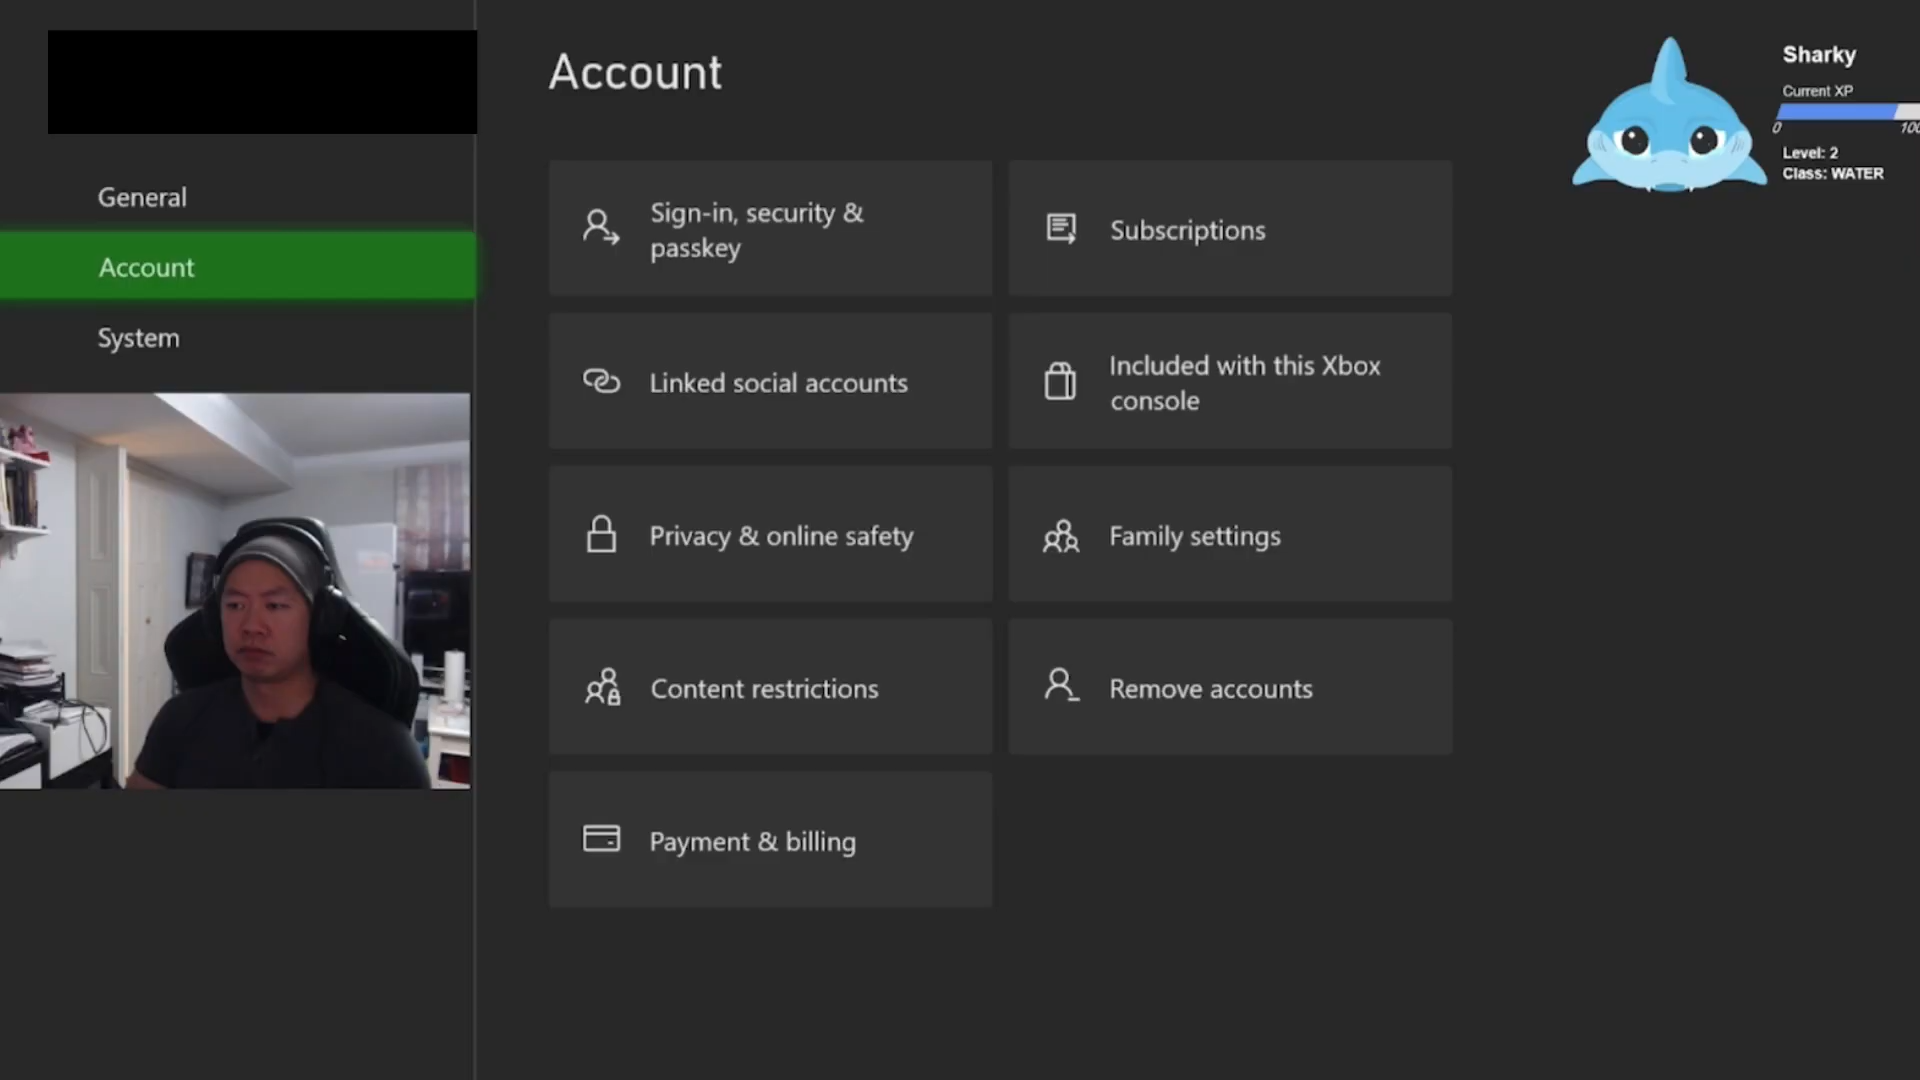 General
Account
System
Account
Sign-in, security &
passkey
Subscriptions
Linked social accounts
Included with this Xbox
console
Privacy & online safety
Family settings
Content restrictions
Remove accounts
Payment & billing
Sharky
Current XP
0
Level: 2
Class: WATER